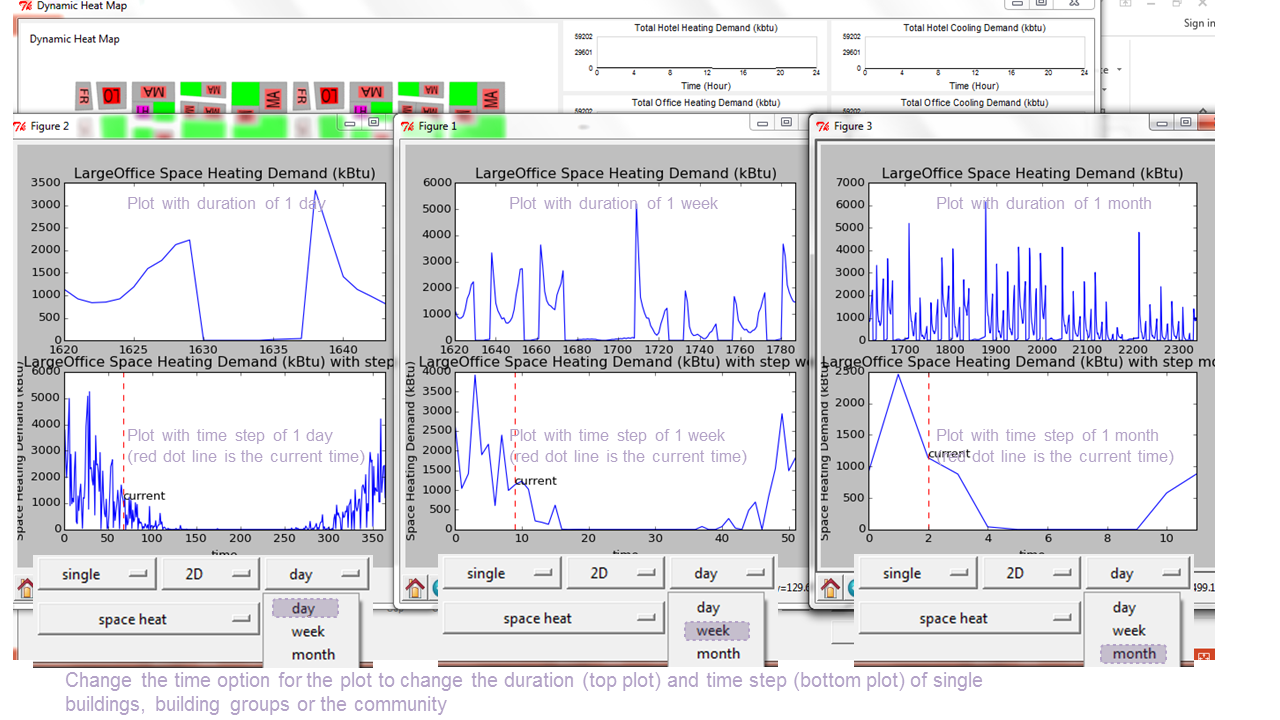 Dynamic Heat Map
Sign in
Dynamic Heat Map
Total Hotel Heating Demand (kbtu)
59202
29601
0
0 4 8 12 16 20 24
Time (Hour)
Total Hotel Cooling Demand (kbtu)
59202
29601
0
0 4 8 12 16 20 24
Time (Hour)
Total Office Heating Demand (kbtu)
59202
Total Office Cooling Demand (kbtu)
59202
FR LO MA MA MA FR LO MA MA MA
Figure 2
LargeOffice Space Heating Demand (kBtu)
Plot with duration of 1 day
3500
3000
2500
2000
1500
1000
500
0
1620 1625 1630 1635 1640
LargeOffice Space Heating Demand (kBtu) with step
Space Heating Demand (kBtu)
6000
5000
4000
3000
2000
1000
0
Plot with time step of 1 day
(red dot line is the current time)
current
0 50 100 150 200 250 300 350
time
single
2D
day
space heat
day
week
month
Figure 1
LargeOffice Space Heating Demand (kBtu)
Plot with duration of 1 week
6000
5000
4000
3000
2000
1000
0
1620 1640 1660 1680 1700 1720 1740 1760 1780
LargeOffice Space Heating Demand (kBtu) with step we
Space Heating Demand (kBtu)
4000
3500
3000
2500
2000
1500
1000
500
0
Plot with time step of 1 week
(red dot line is the current time)
current
0 10 20 30 40 50
time
single
2D
day
space heat
day
week
month
y=129.6
Figure 3
LargeOffice Space Heating Demand (kBtu)
Plot with duration of 1 month
7000
6000
5000
4000
3000
2000
1000
0
1700 1800 1900 2000 2100 2200 2300
LargeOffice Space Heating Demand (kBtu) with step mo
Space Heating Demand (kBtu)
2500
2000
1500
1000
500
0
Plot with time step of 1 month
(red dot line is the current time)
current
0 2 4 6 8 10
time
single
2D
day
space heat
day
week
month
499.1
Change the time option for the plot to change the duration (top plot) and time step (bottom plot) of single
buildings, building groups or the community